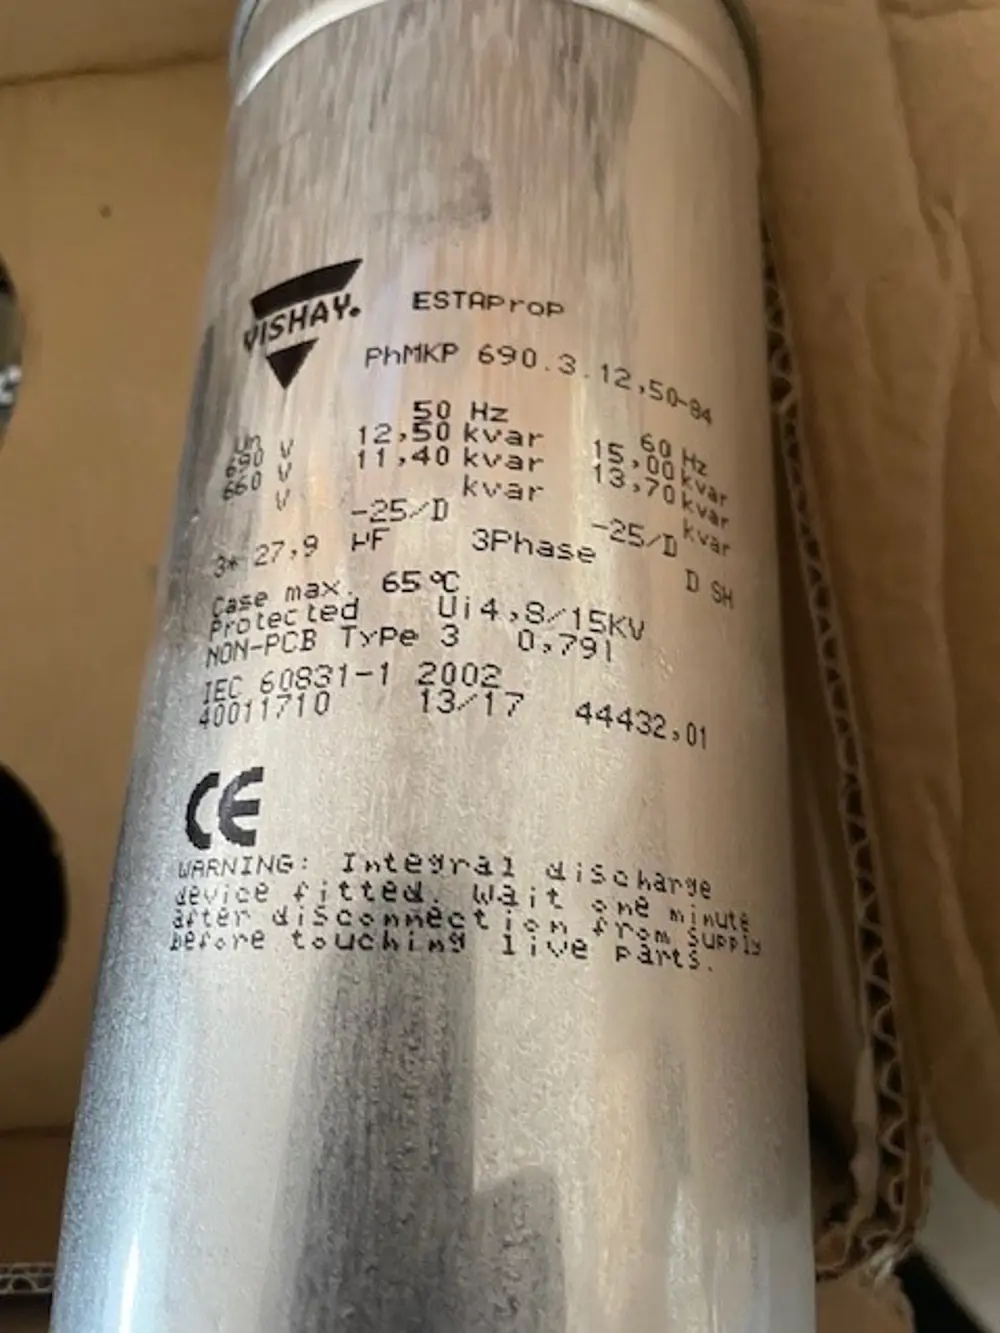 VISHAY. ESTAProp
PhMKP 690.3.12,50-84
50 Hz 60 Hz
Un
690 V 12,50 kvar 15,00 kvar
660 V 11,40 kvar 13,70 kvar
V kvar kvar
-25/D -25/D
3* 27,9 µF 3Phase D SH
Case max. 65°C
Protected Ui 4,8/15KV
NON-PCB Type 3 0,79l
IEC 60831-1 2002
40011710 13/17 44432,01
CE
WARNING: Integral discharge
device fitted. Wait one minute
after disconnection from supply
before touching live parts.